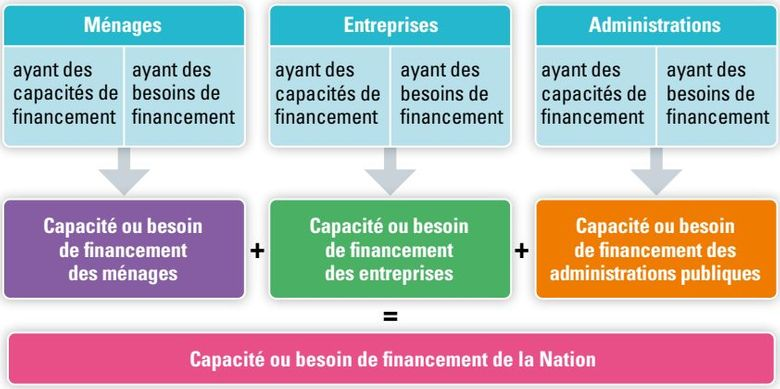 Ménages
ayant des
capacités de
financement
ayant des
besoins de
financement
Entreprises
ayant des
capacités de
financement
ayant des
besoins de
financement
Administrations
ayant des
capacités de
financement
ayant des
besoins de
financement
Capacité ou besoin
de financement
des ménages
+
Capacité ou besoin
de financement
des entreprises
+
Capacité ou besoin
de financement des
administrations publiques
=
Capacité ou besoin de financement de la Nation